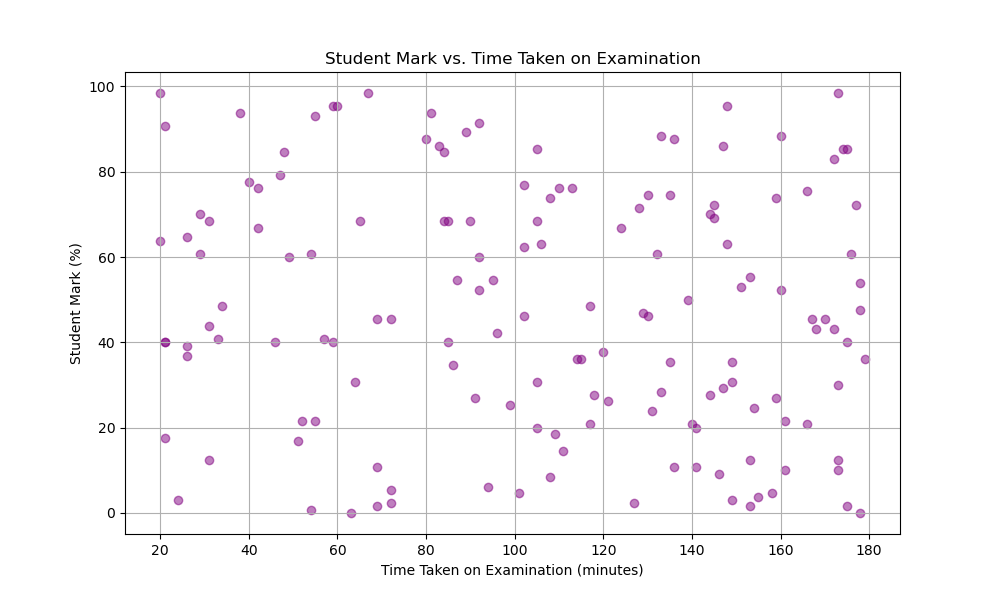 Student Mark vs. Time Taken on Examination
Student Mark (%)
100
80
60
40
20
0
20 40 60 80 100 120 140 160 180
Time Taken on Examination (minutes)